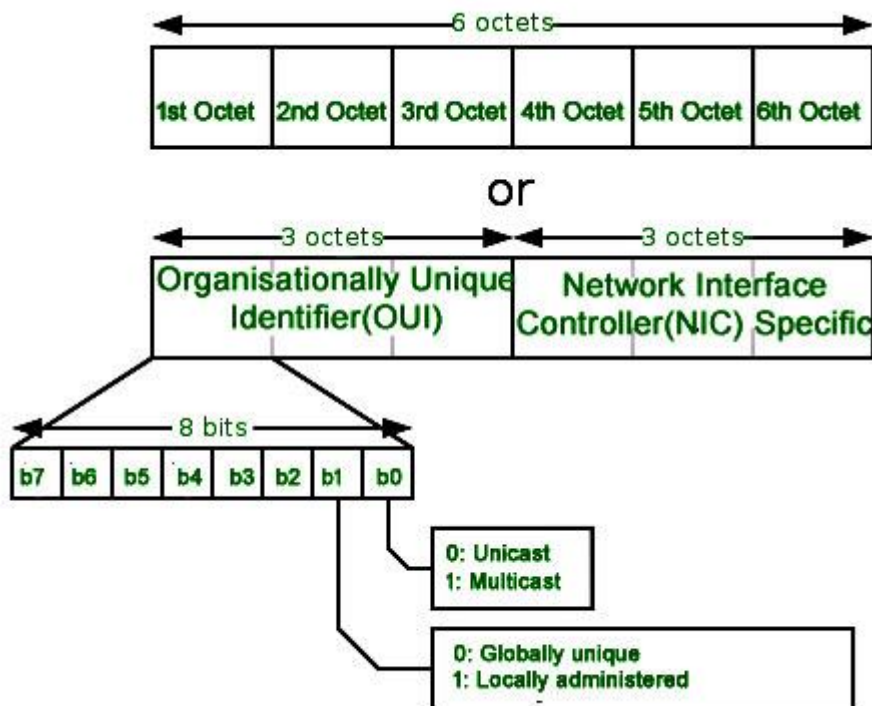 6 octets
1st Octet 2nd Octet 3rd Octet 4th Octet 5th Octet 6th Octet
or
3 octets 3 octets
Organisationally Unique
Identifier(OUI)
Network Interface
Controller(NIC) Specific
8 bits
b7 b6 b5 b4 b3 b2 b1 b0
0: Unicast
1: Multicast
0: Globally unique
1: Locally administered